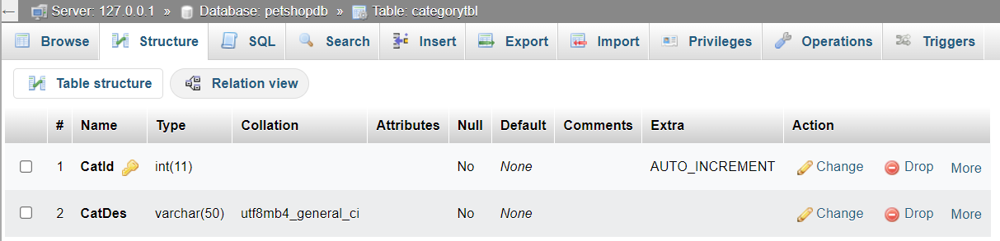 ← Server: 127.0.0.1 » Database: petshopdb » Table: categorytbl
Browse Structure SQL Search Insert Export Import Privileges Operations Triggers
Table structure Relation view
# Name Type Collation Attributes Null Default Comments Extra Action
1 CatId int(11) No None AUTO_INCREMENT Change Drop More
2 CatDes varchar(50) utf8mb4_general_ci No None Change Drop More